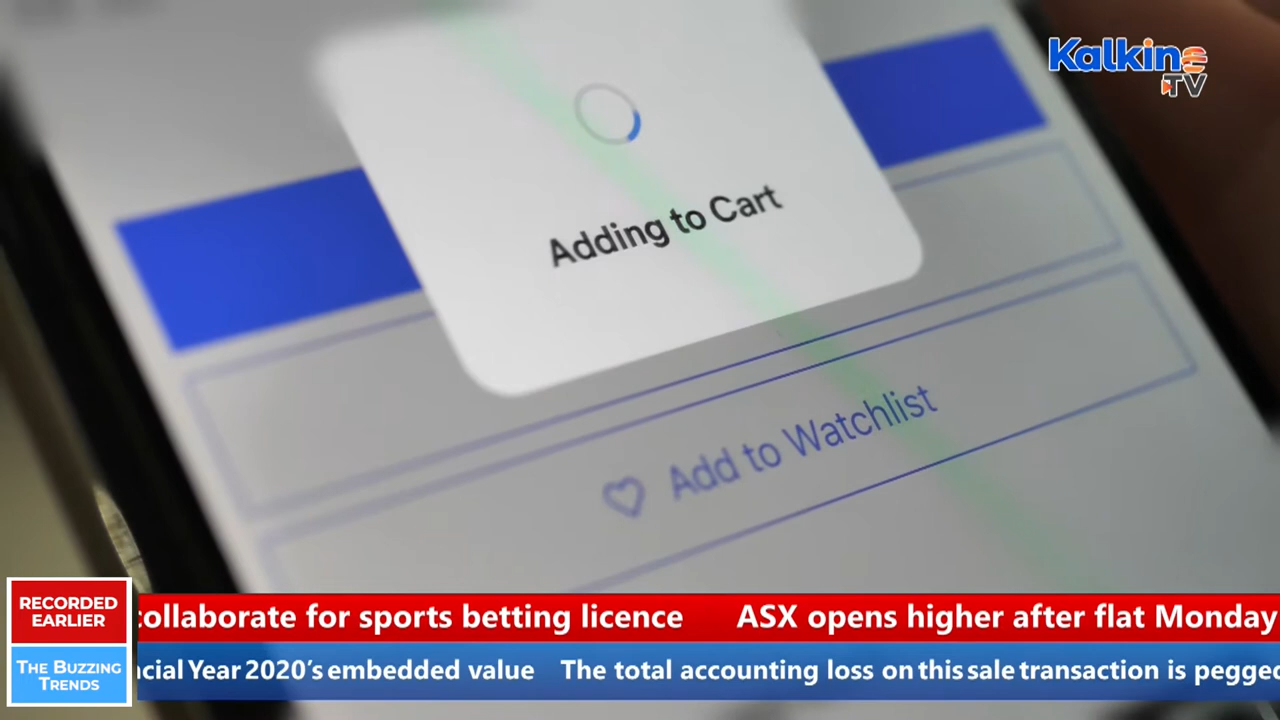 Kalkine
TV
Adding to Cart
Add to Watchlist
RECORDED
EARLIER
collaborate for sports betting licence ASX opens higher after flat Monday
THE BUZZING
TRENDS
ncial Year 2020's embedded value The total accounting loss on this sale transaction is pegged